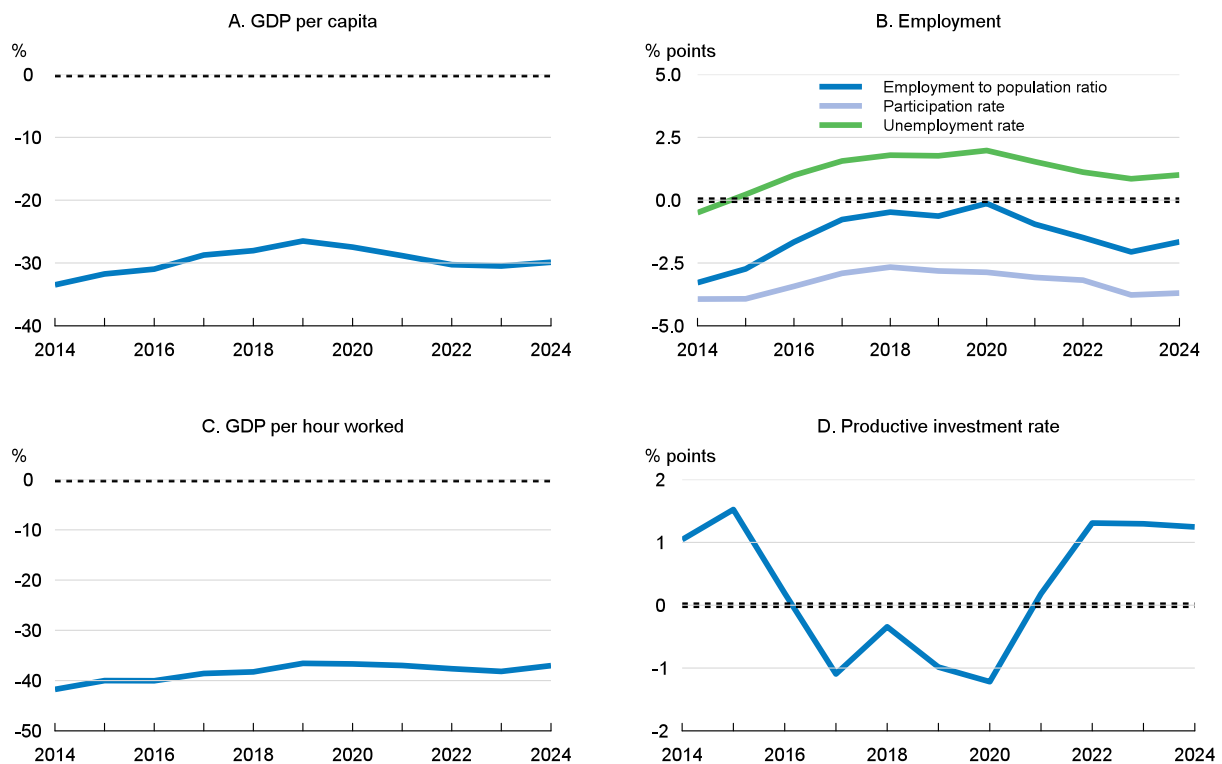 A. GDP per capita
%
0
-10
-20
-30
-40
2014 2016 2018 2020 2022 2024
B. Employment
% points
5.0
2.5
0.0
-2.5
-5.0
Employment to population ratio
Participation rate
Unemployment rate
2014 2016 2018 2020 2022 2024
C. GDP per hour worked
%
0
-10
-20
-30
-40
-50
2014 2016 2018 2020 2022 2024
D. Productive investment rate
% points
2
1
0
-1
-2
2014 2016 2018 2020 2022 2024